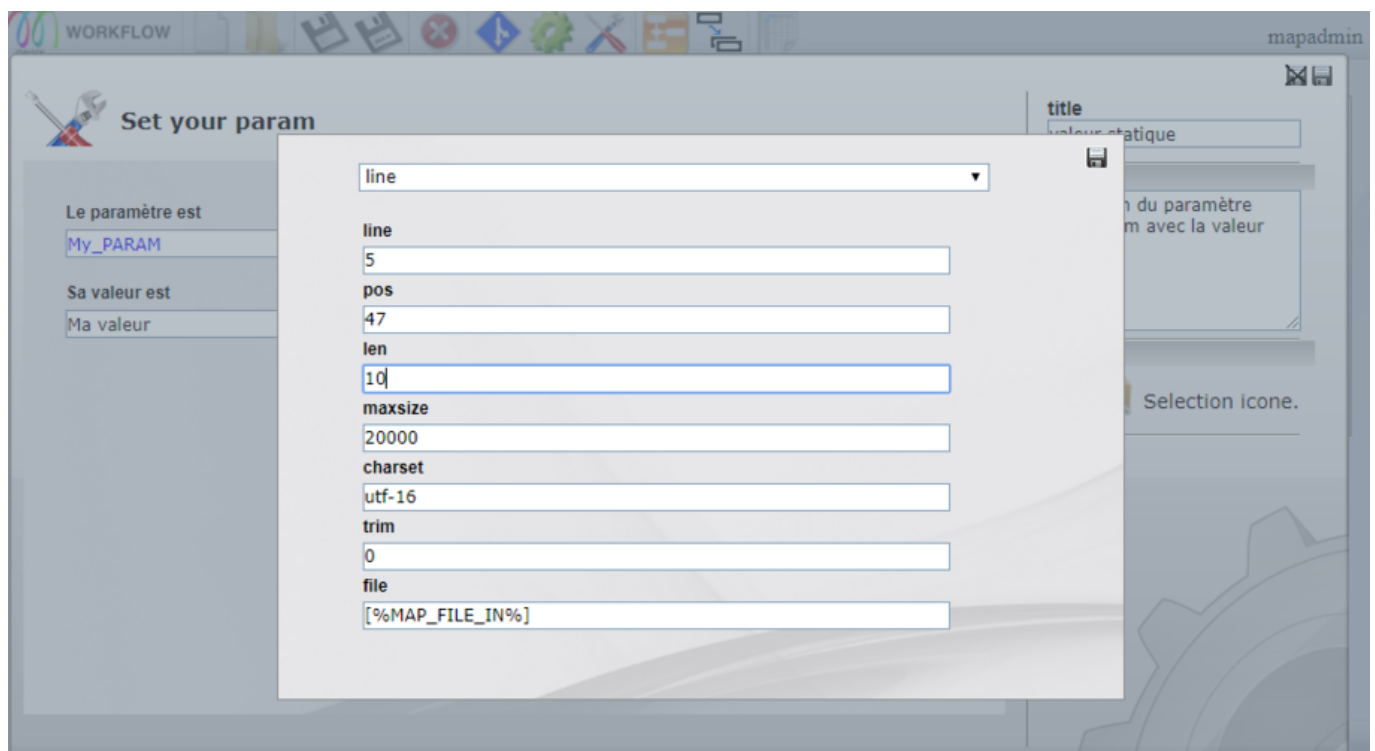 WORKFLOW
mapadmin
Set your param
title
valeur statique
Le paramètre est
My_PARAM
Sa valeur est
Ma valeur
line
line
5
pos
47
len
10
maxsize
20000
charset
utf-16
trim
0
file
[%MAP_FILE_IN%]
du paramètre
avec la valeur
Selection icone.